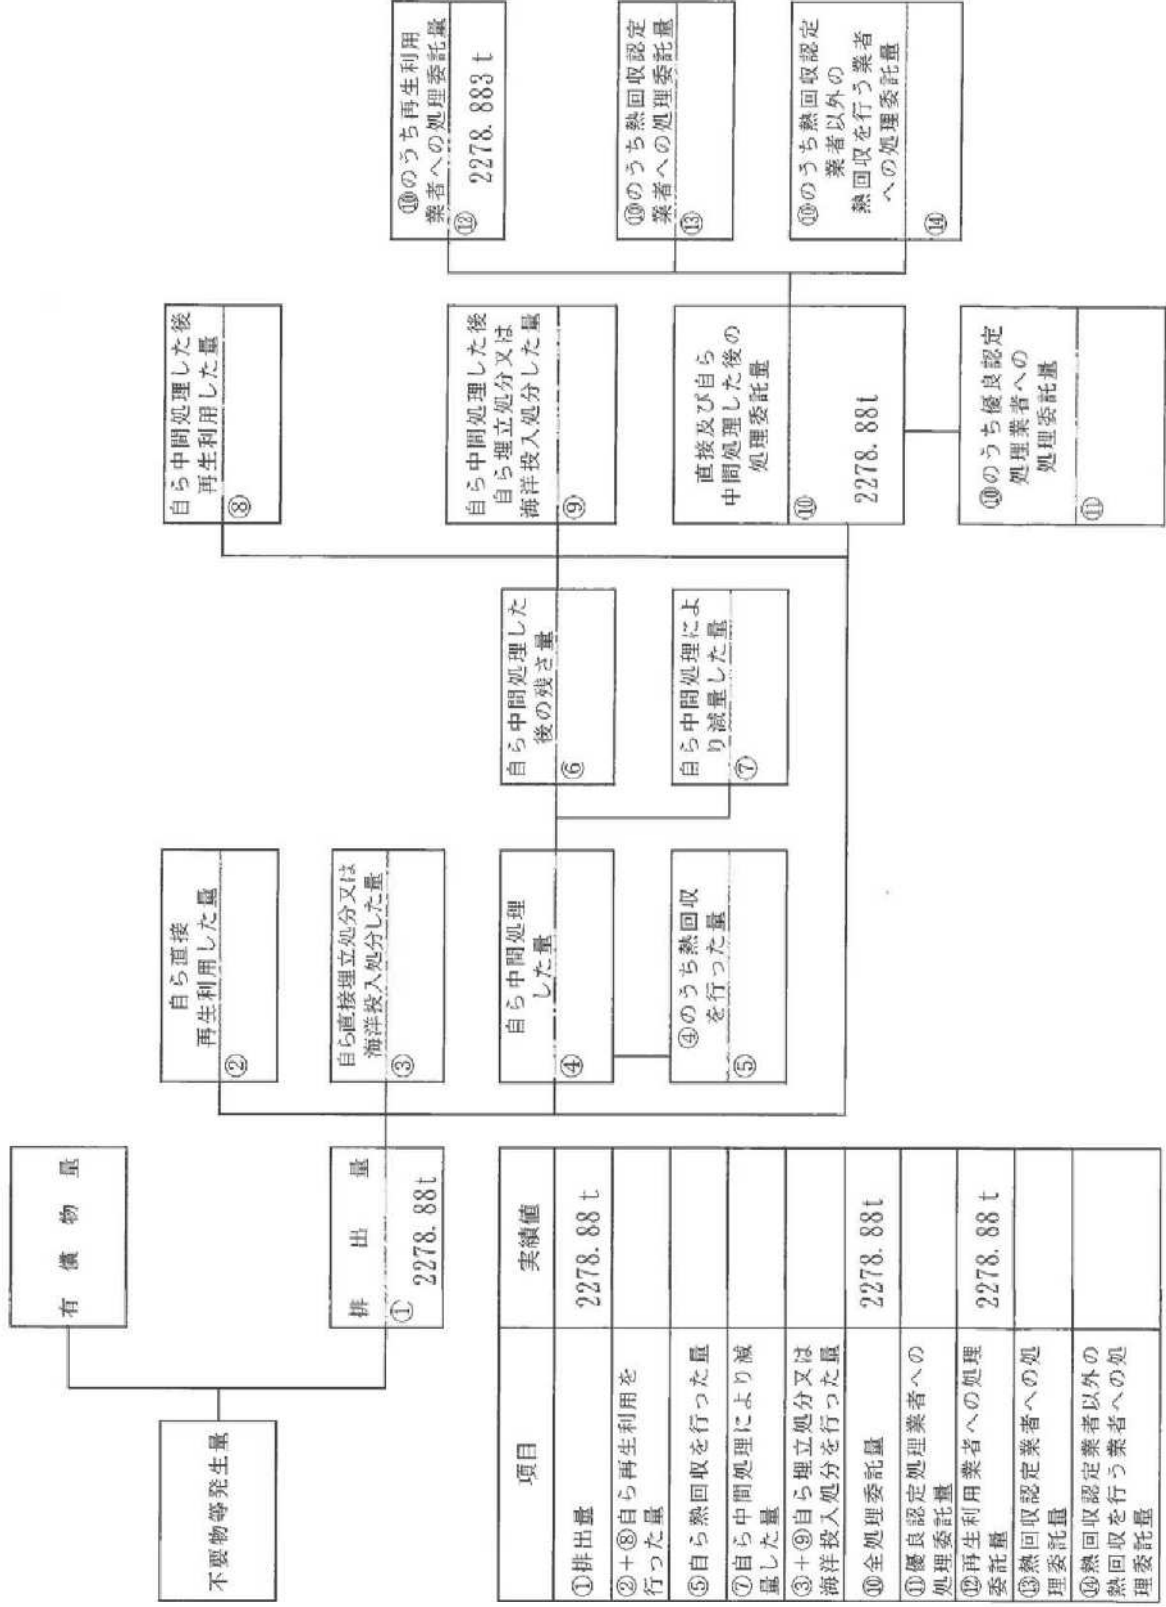 不要物等発生量
有償物量
排出量
① 2278.88t
自ら直接
再生利用した量
②
自ら直接埋立処分又は
海洋投入処分した量
③
自ら中間処理
した量
④
④のうち熱回収
を行った量
⑤
自ら中間処理した
後の残さ量
⑥
自ら中間処理によ
り減量した量
⑦
自ら中間処理した後
再生利用した量
⑧
自ら中間処理した後
自ら埋立処分又は
海洋投入処分した量
⑨
直接及び自ら
中間処理した後の
処理委託量
⑩
2278.88t
⑩のうち優良認定
処理業者への
処理委託量
⑪
⑩のうち再生利用
業者への処理委託量
⑫
2278.883 t
⑩のうち熱回収認定
業者への処理委託量
⑬
⑩のうち熱回収認定
業者以外の
熱回収を行う業者
への処理委託量
⑭
項目 実績値
①排出量 2278.88 t
②+⑧自ら再生利用を
行った量
⑤自ら熱回収を行った量
⑦自ら中間処理により減
量した量
③+⑨自ら埋立処分又は
海洋投入処分を行った量
⑩全処理委託量 2278.88t
⑪優良認定処理業者への
処理委託量
⑫再生利用業者への処理
委託量 2278.88 t
⑬熱回収認定業者への処
理委託量
⑭熱回収認定業者以外の
熱回収を行う業者への処
理委託量